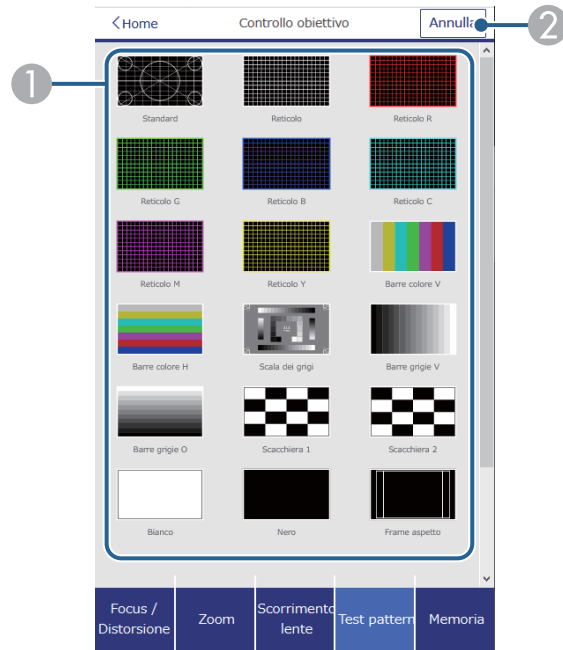 <Home
Controllo obiettivo
Annulla
2
1
Standard
Reticolo
Reticolo R
Reticolo G
Reticolo B
Reticolo C
Reticolo M
Reticolo Y
Barre colore V
Barre colore H
Scala dei grigi
Barre grigie V
Barre grigie O
Scacchiera 1
Scacchiera 2
Bianco
Nero
Frame aspetto
Focus /
Distorsione
Zoom
Scorrimento
lente
Test pattern
Memoria